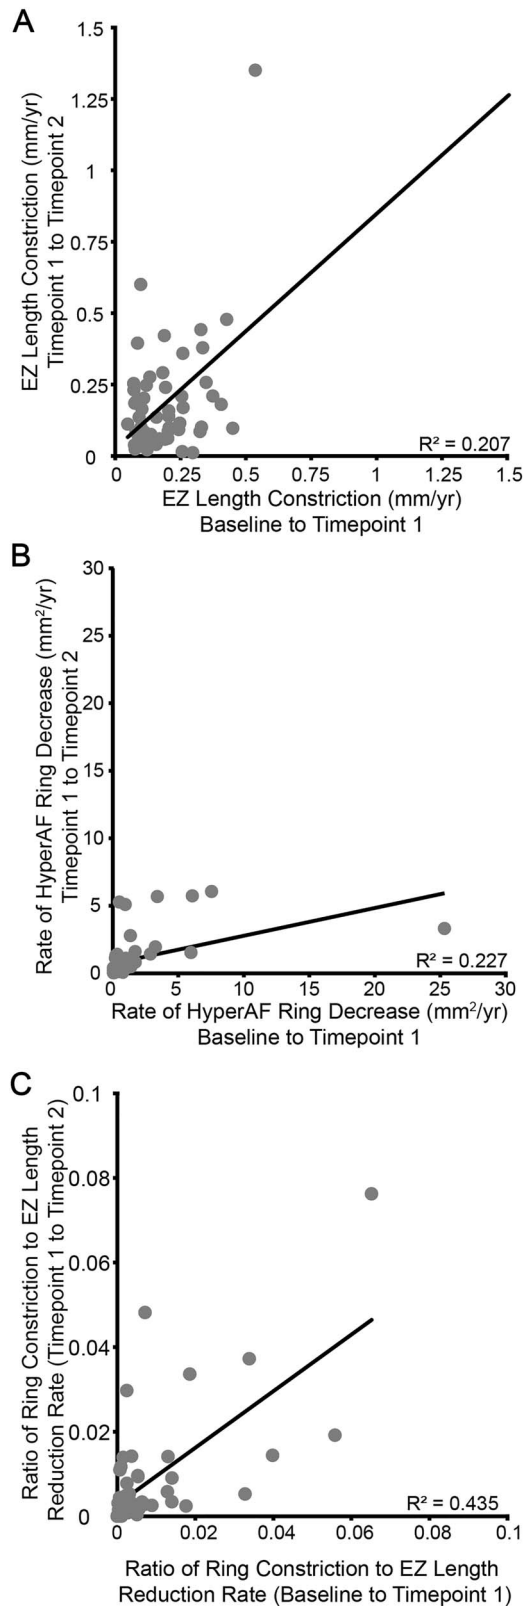 A
1.5
1.25
1
0.75
0.5
0.25
0
EZ Length Constriction (mm/yr)
Timepoint 1 to Timepoint 2
R² = 0.207
0 0.25 0.5 0.75 1 1.25 1.5
EZ Length Constriction (mm/yr)
Baseline to Timepoint 1
B
30
25
20
15
10
5
0
Rate of HyperAF Ring Decrease (mm²/yr)
Timepoint 1 to Timepoint 2
R² = 0.227
0 5 10 15 20 25 30
Rate of HyperAF Ring Decrease (mm²/yr)
Baseline to Timepoint 1
C
0.1
0.08
0.06
0.04
0.02
0
Ratio of Ring Constriction to EZ Length
Reduction Rate (Timepoint 1 to Timepoint 2)
R² = 0.435
0 0.02 0.04 0.06 0.08 0.1
Ratio of Ring Constriction to EZ Length
Reduction Rate (Baseline to Timepoint 1)